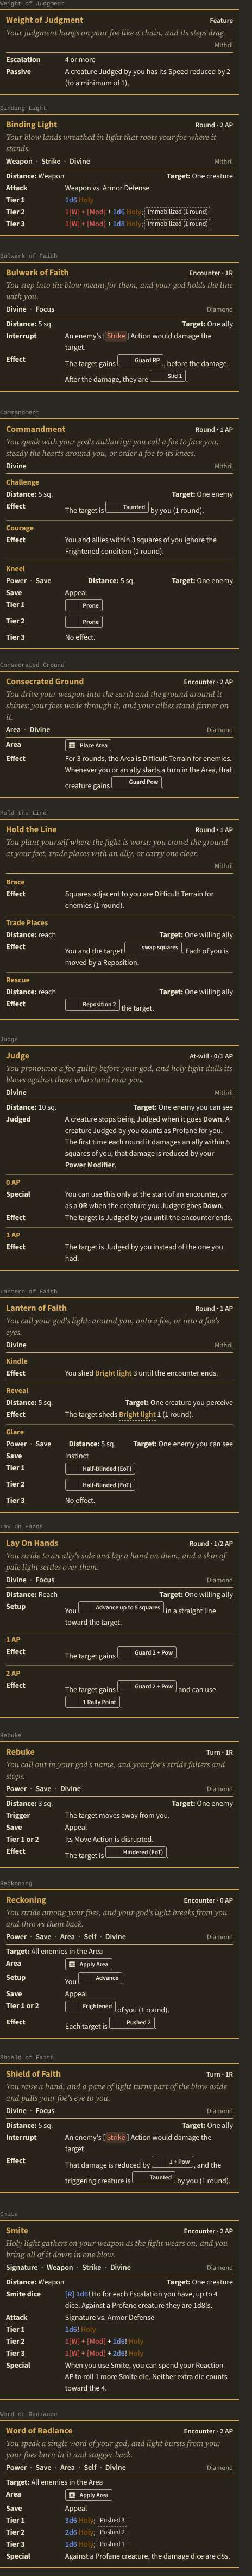 Weight of Judgment
Weight of Judgment Feature
Your judgment hangs on your foe like a chain, and its steps drag.
Mithril
Escalation 4 or more
Passive A creature Judged by you has its Speed reduced by 2
(to a minimum of 1).
Binding Light
Binding Light Round · 2 AP
Your blow lands wreathed in light that roots your foe where it
stands.
Weapon · Strike · Divine Mithril
Distance: Weapon Target: One creature
Attack Weapon vs. Armor Defense
Tier 1 1d6 Holy
Tier 2 1[W] + [Mod] + 1d6 Holy; Immobilized (1 round)
Tier 3 1[W] + [Mod] + 1d8 Holy; Immobilized (1 round)
Bulwark of Faith
Bulwark of Faith Encounter · 1R
You step into the blow meant for them, and your god holds the line
with you.
Divine · Focus Diamond
Distance: 5 sq. Target: One ally
Interrupt An enemy's [Strike] Action would damage the
target.
Effect The target gains Guard RP, before the damage.
After the damage, they are Slid 1.
Commandment
Commandment Round · 1 AP
You speak with your god's authority: you call a foe to face you,
steady the hearts around you, or order a foe to its knees.
Divine Mithril
Challenge
Distance: 5 sq. Target: One enemy
Effect The target is Taunted by you (1 round).
Courage
Effect You and allies within 3 squares of you ignore the
Frightened condition (1 round).
Kneel
Power · Save Distance: 5 sq. Target: One enemy
Save Appeal
Tier 1 Prone
Tier 2 Prone
Tier 3 No effect.
Consecrated Ground
Consecrated Ground Encounter · 2 AP
You drive your weapon into the earth and the ground around it
shines: your foes wade through it, and your allies stand firmer on
it.
Area · Divine Diamond
Area Place Area
Effect For 3 rounds, the Area is Difficult Terrain for enemies.
Whenever you or an ally starts a turn in the Area, that
creature gains Guard Pow.
Hold the Line
Hold the Line Round · 1 AP
You plant yourself where the fight is worst: you crowd the ground
at your feet, trade places with an ally, or carry one clear.
Mithril
Brace
Effect Squares adjacent to you are Difficult Terrain for
enemies (1 round).
Trade Places
Distance: reach Target: One willing ally
Effect You and the target swap squares. Each of you is
moved by a Reposition.
Rescue
Distance: reach Target: One willing ally
Effect Reposition 2 the target.
Judge
Judge At-will · 0/1 AP
You pronounce a foe guilty before your god, and holy light dulls its
blows against those who stand near you.
Divine Mithril
Distance: 10 sq. Target: One enemy you can see
Judged A creature stops being Judged when it goes Down. A
creature Judged by you counts as Profane for you.
The first time each round it damages an ally within 5
squares of you, that damage is reduced by your
Power Modifier.
0 AP
Special You can use this only at the start of an encounter, or
as a 0R when the creature you Judged goes Down.
Effect The target is Judged by you until the encounter ends.
1 AP
Effect The target is Judged by you instead of the one you
had.
Lantern of Faith
Lantern of Faith Round · 1 AP
You call your god's light: around you, onto a foe, or into a foe's
eyes.
Divine Mithril
Kindle
Effect You shed Bright light 3 until the encounter ends.
Reveal
Distance: 5 sq. Target: One creature you perceive
Effect The target sheds Bright light 1 (1 round).
Glare
Power · Save Distance: 5 sq. Target: One enemy you can see
Save Instinct
Tier 1 Half-Blinded (EoT)
Tier 2 Half-Blinded (EoT)
Tier 3 No effect.
Lay On Hands
Lay On Hands Round · 1/2 AP
You stride to an ally's side and lay a hand on them, and a skin of
pale light settles over them.
Divine · Focus Diamond
Distance: Reach Target: One willing ally
Setup You Advance up to 5 squares in a straight line
toward the target.
1 AP
Effect The target gains Guard 2 + Pow.
2 AP
Effect The target gains Guard 2 + Pow and can use
1 Rally Point.
Rebuke
Rebuke Turn · 1R
You call out in your god's name, and your foe's stride falters and
stops.
Power · Save · Divine Diamond
Distance: 3 sq. Target: One enemy
Trigger The target moves away from you.
Save Appeal
Tier 1 or 2 Its Move Action is disrupted.
Effect The target is Hindered (EoT).
Reckoning
Reckoning Encounter · 0 AP
You stride among your foes, and your god's light breaks from you
and throws them back.
Power · Save · Area · Self · Divine Diamond
Target: All enemies in the Area
Area Apply Area
Setup You Advance.
Save Appeal
Tier 1 or 2 Frightened of you (1 round).
Effect Each target is Pushed 2.
Shield of Faith
Shield of Faith Turn · 1R
You raise a hand, and a pane of light turns part of the blow aside
and pulls your foe's eye to you.
Divine · Focus Diamond
Distance: 5 sq. Target: One ally
Interrupt An enemy's [Strike] Action would damage the
target.
Effect That damage is reduced by 1 + Pow, and the
triggering creature is Taunted by you (1 round).
Smite
Smite Encounter · 2 AP
Holy light gathers on your weapon as the fight wears on, and you
bring all of it down in one blow.
Signature · Weapon · Strike · Divine Diamond
Distance: Weapon Target: One creature
Smite dice [R] 1d6! Ho for each Escalation you have, up to 4
dice. Against a Profane creature they are 1d8!s.
Attack Signature vs. Armor Defense
Tier 1 1d6! Holy
Tier 2 1[W] + [Mod] + 1d6! Holy
Tier 3 1[W] + [Mod] + 2d6! Holy
Special When you use Smite, you can spend your Reaction
AP to roll 1 more Smite die. Neither extra die counts
toward the 4.
Word of Radiance
Word of Radiance Encounter · 2 AP
You speak a single word of your god, and light bursts from you:
your foes burn in it and stagger back.
Power · Save · Area · Self · Divine Diamond
Target: All enemies in the Area
Area Apply Area
Save Appeal
Tier 1 3d6 Holy; Pushed 3
Tier 2 2d6 Holy; Pushed 2
Tier 3 1d6 Holy; Pushed 1
Special Against a Profane creature, the damage dice are d8s.